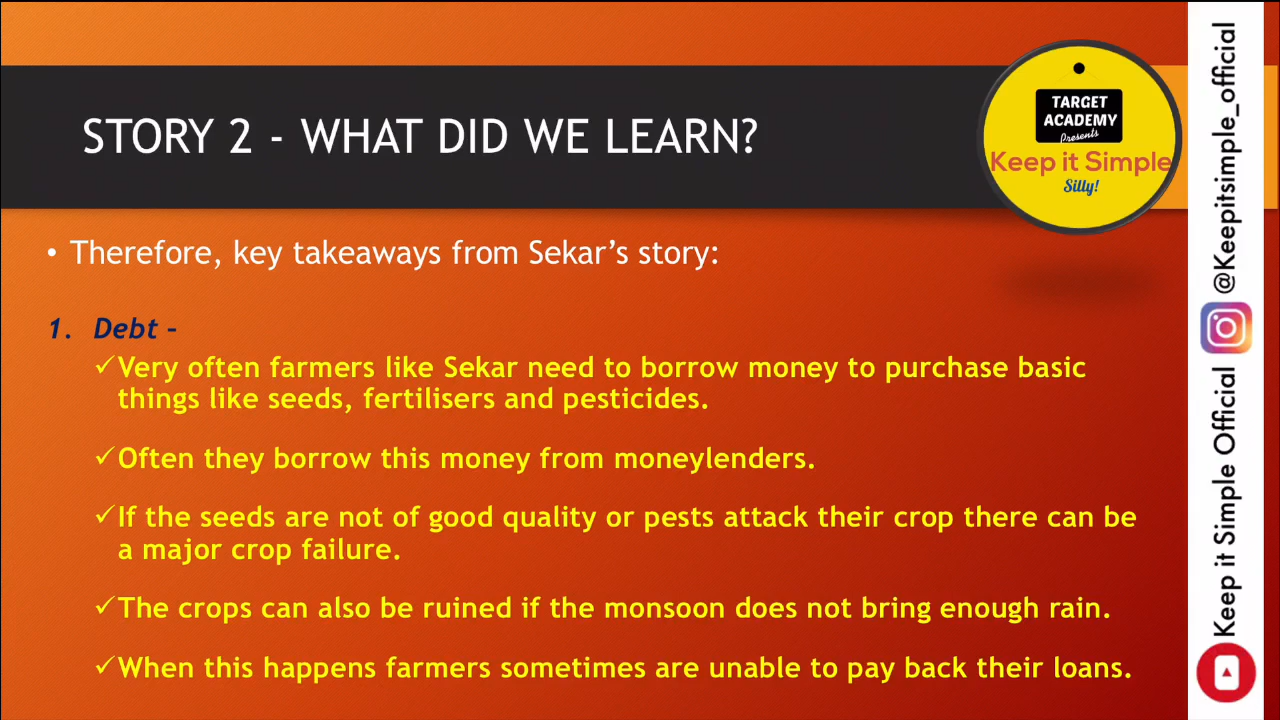 STORY 2 - WHAT DID WE LEARN?
TARGET
ACADEMY
Presents
Keep it Simple
Silly!
• Therefore, key takeaways from Sekar’s story:
1. Debt –
✓Very often farmers like Sekar need to borrow money to purchase basic
things like seeds, fertilisers and pesticides.
✓Often they borrow this money from moneylenders.
✓If the seeds are not of good quality or pests attack their crop there can be
a major crop failure.
✓The crops can also be ruined if the monsoon does not bring enough rain.
✓When this happens farmers sometimes are unable to pay back their loans.
@Keepitsimple_official
Keep it Simple Official